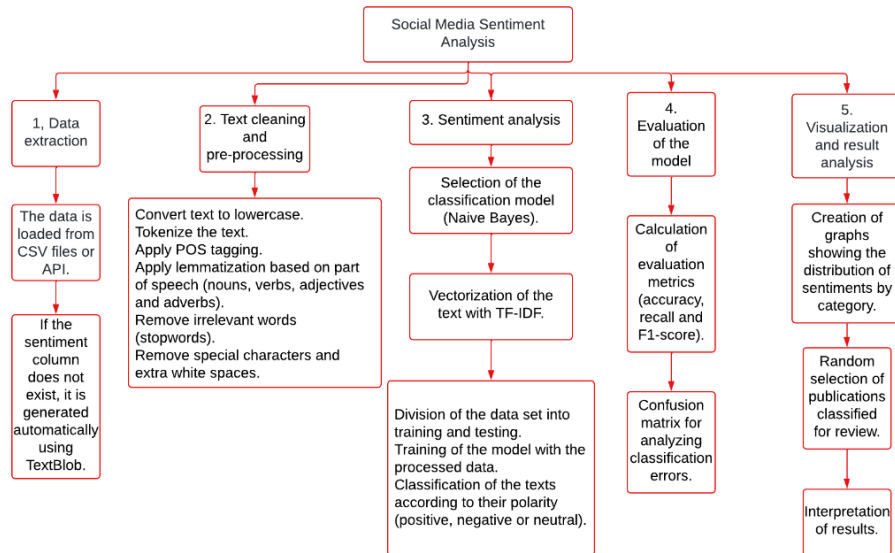 Social Media Sentiment
Analysis
1, Data
extraction
The data is
loaded from
CSV files or
API.
If the
sentiment
column
does not
exist, it is
generated
automatically
using
TextBlob.
2. Text cleaning
and
pre-processing
Convert text to lowercase.
Tokenize the text.
Apply POS tagging.
Apply lemmatization based on part
of speech (nouns, verbs, adjectives
and adverbs).
Remove irrelevant words
(stopwords).
Remove special characters and
extra white spaces.
3. Sentiment analysis
Selection of the
classification model
(Naive Bayes).
Vectorization of the
text with TF-IDF.
Division of the data set into
training and testing.
Training of the model with the
processed data.
Classification of the texts
according to their polarity
(positive, negative or neutral).
4.
Evaluation
of the
model
Calculation
of
evaluation
metrics
(accuracy,
recall and
F1-score).
Confusion
matrix for
analyzing
classification
errors.
5.
Visualization
and result
analysis
Creation of
graphs
showing the
distribution of
sentiments by
category.
Random
selection of
publications
classified
for review.
Interpretation
of results.